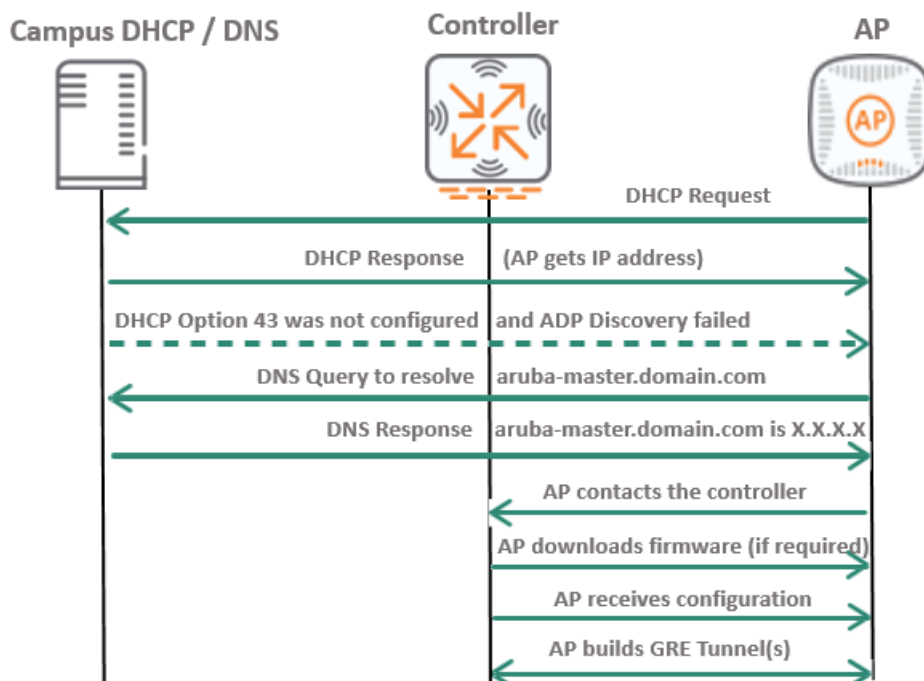 Campus DHCP / DNS
Controller
AP
AP
DHCP Request
DHCP Response (AP gets IP address)
DHCP Option 43 was not configured and ADP Discovery failed
DNS Query to resolve aruba-master.domain.com
DNS Response aruba-master.domain.com is X.X.X.X
AP contacts the controller
AP downloads firmware (if required)
AP receives configuration
AP builds GRE Tunnel(s)